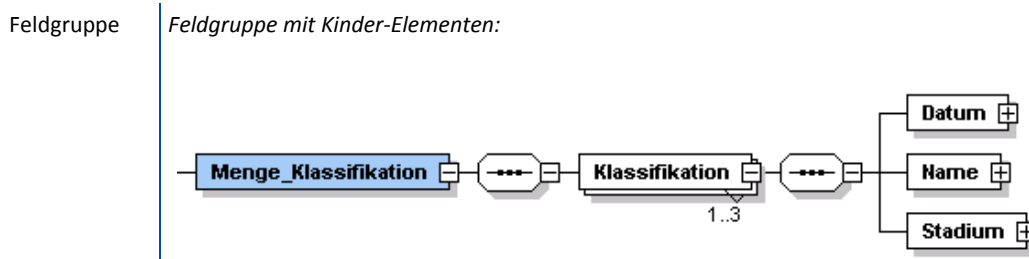 Feldgruppe
Feldgruppe mit Kinder-Elementen:
Menge_Klassifikation
Klassifikation
1..3
Datum
Name
Stadium